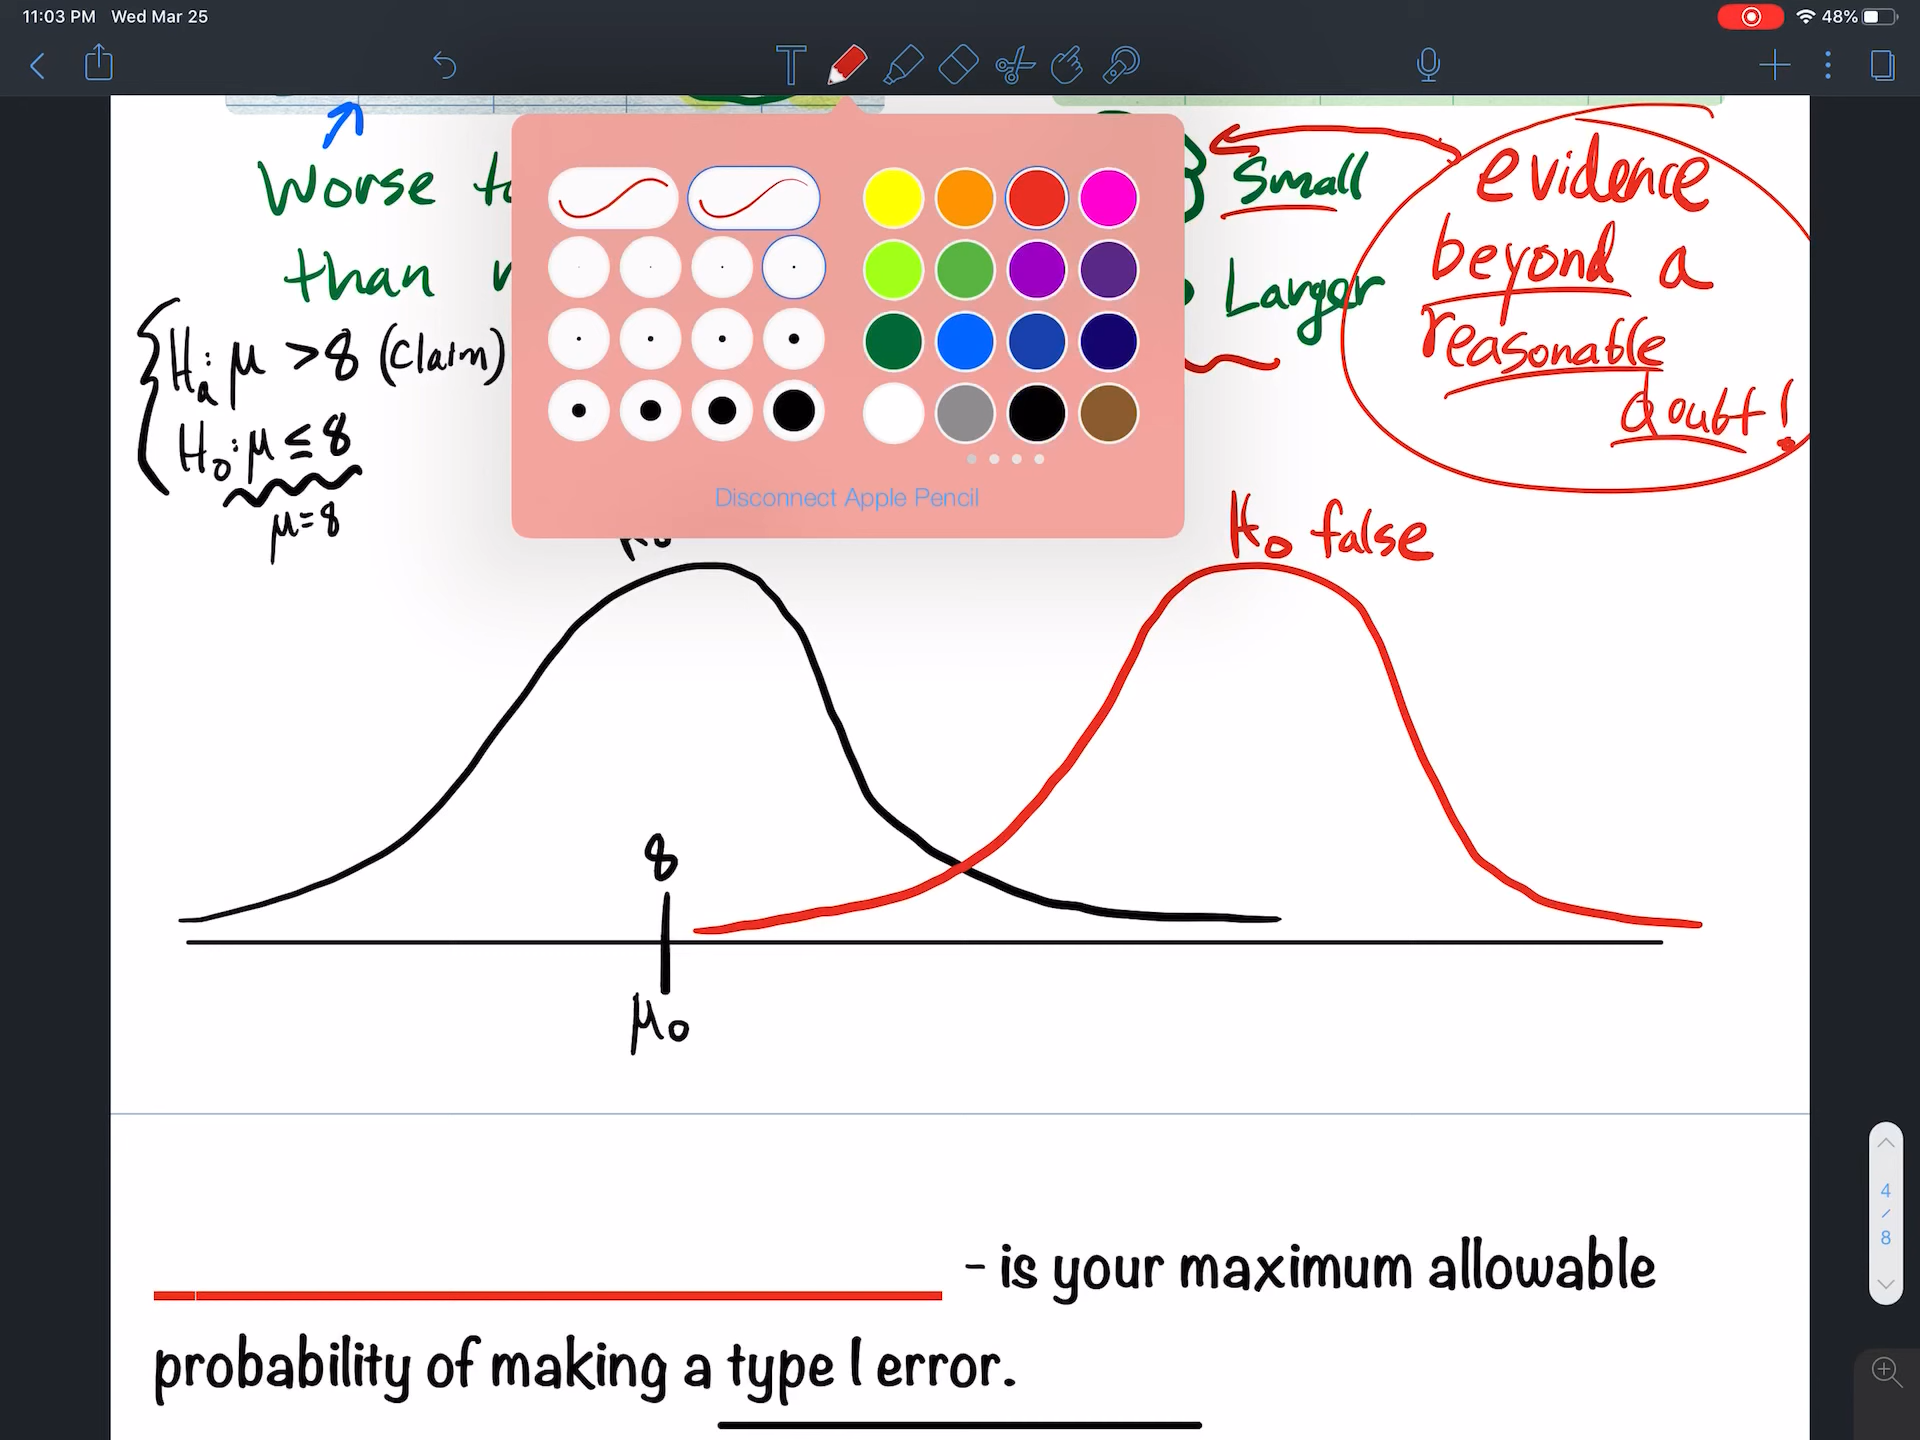 11:03 PM Wed Mar 25
48%
T
Worse
than
Small
Larger
evidence
beyond a
reasonable
doubt!
Ha: μ >8 (Claim)
H0: μ ≤ 8
μ=8
Disconnect Apple Pencil
H0 false
8
μ0
4
/
8
- is your maximum allowable
probability of making a type I error.